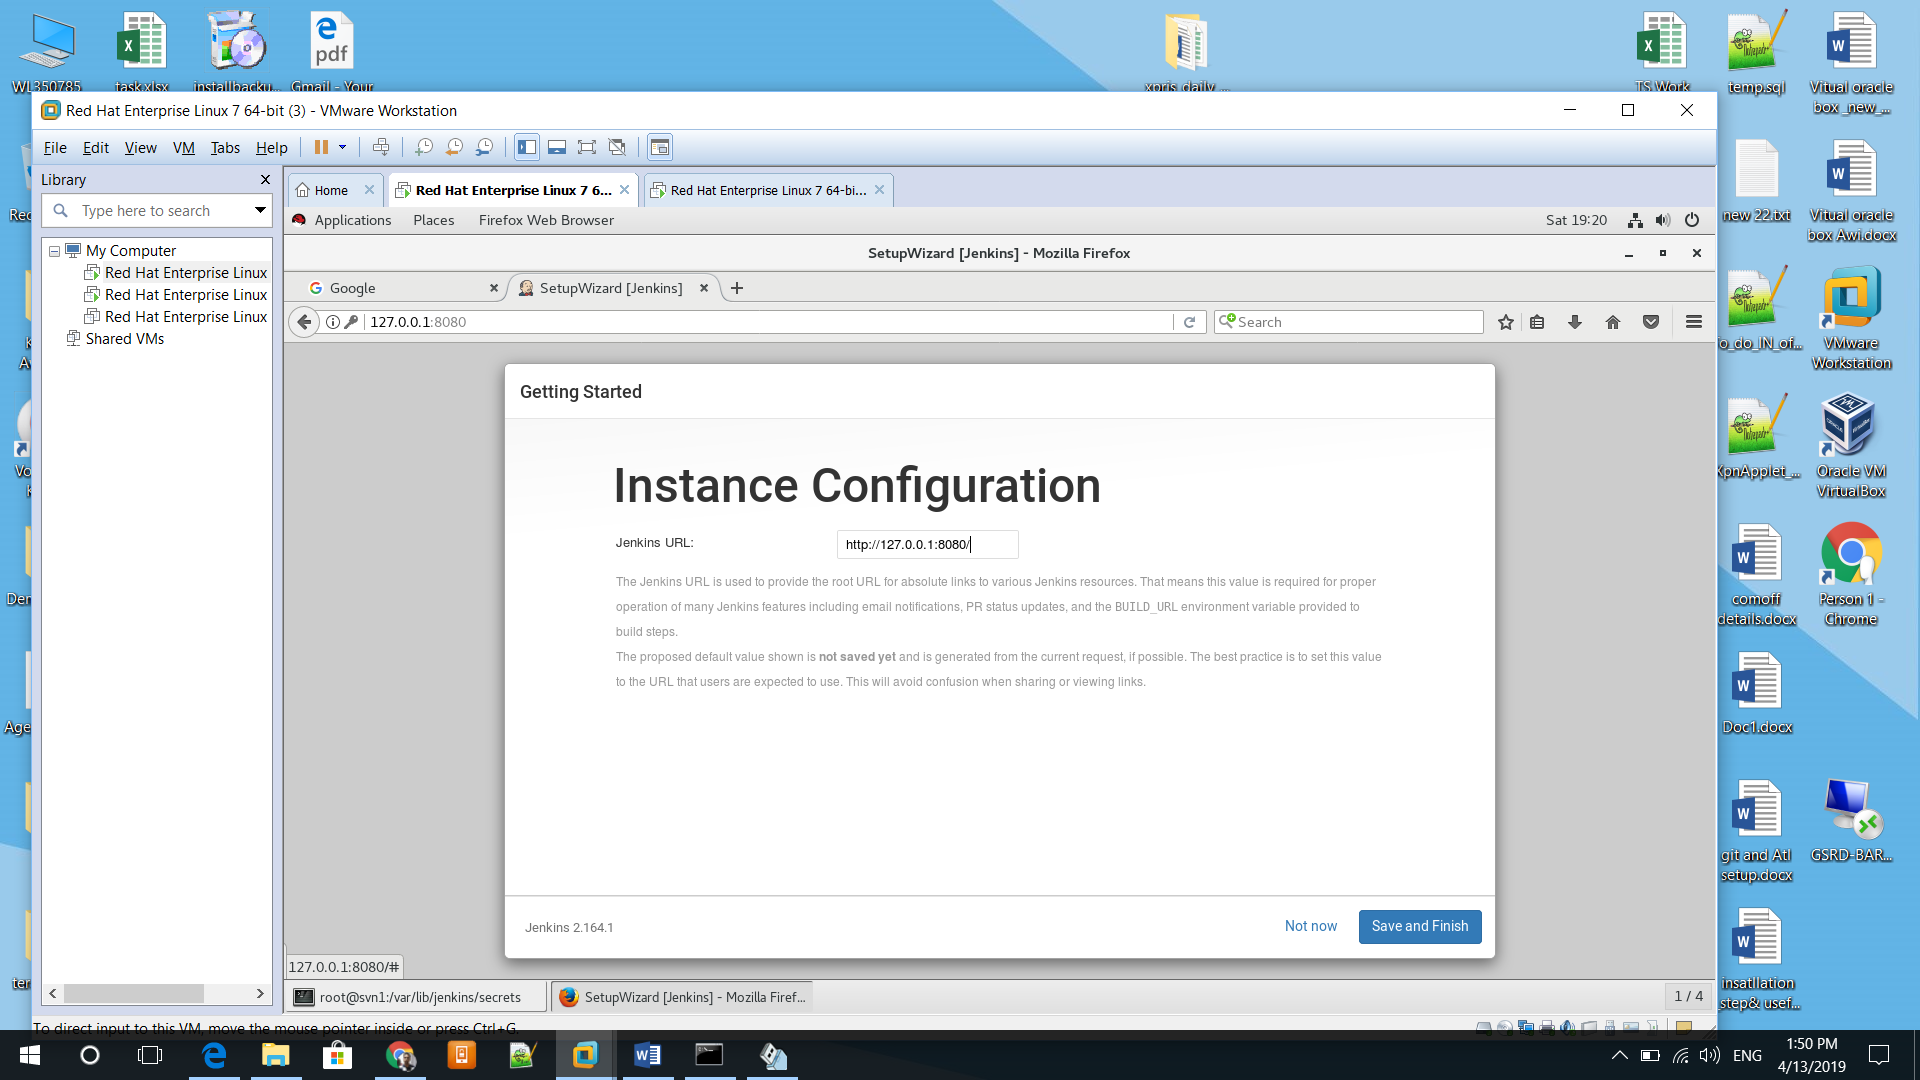 WL350785
task.xlsx
installbacku...
Gmail - Your
xpris daily ...
TS Work
temp.sql
Vitual oracle
box _new_...
Red Hat Enterprise Linux 7 64-bit (3) - VMware Workstation
File Edit View VM Tabs Help
Library
Type here to search
My Computer
Red Hat Enterprise Linux
Red Hat Enterprise Linux
Red Hat Enterprise Linux
Shared VMs
Home
Red Hat Enterprise Linux 7 6...
Red Hat Enterprise Linux 7 64-bi...
Applications Places Firefox Web Browser
Sat 19:20
SetupWizard [Jenkins] - Mozilla Firefox
Google
SetupWizard [Jenkins]
127.0.0.1:8080
Search
Getting Started
Instance Configuration
Jenkins URL:
http://127.0.0.1:8080/
The Jenkins URL is used to provide the root URL for absolute links to various Jenkins resources. That means this value is required for proper
operation of many Jenkins features including email notifications, PR status updates, and the BUILD_URL environment variable provided to
build steps.
The proposed default value shown is not saved yet and is generated from the current request, if possible. The best practice is to set this value
to the URL that users are expected to use. This will avoid confusion when sharing or viewing links.
Jenkins 2.164.1
Not now
Save and Finish
127.0.0.1:8080/#
root@svn1:/var/lib/jenkins/secrets
SetupWizard [Jenkins] - Mozilla Firef...
1 / 4
To direct input to this VM, move the mouse pointer inside or press Ctrl+G.
new 22.txt
Vitual oracle
box Awi.docx
to_do_IN_of...
VMware
Workstation
XpnApplet_...
Oracle VM
VirtualBox
comoff
details.docx
Person 1 -
Chrome
Doc1.docx
git and Atl
setup.docx
GSRD-BAR...
insatllation
step& usef...
ENG
1:50 PM
4/13/2019